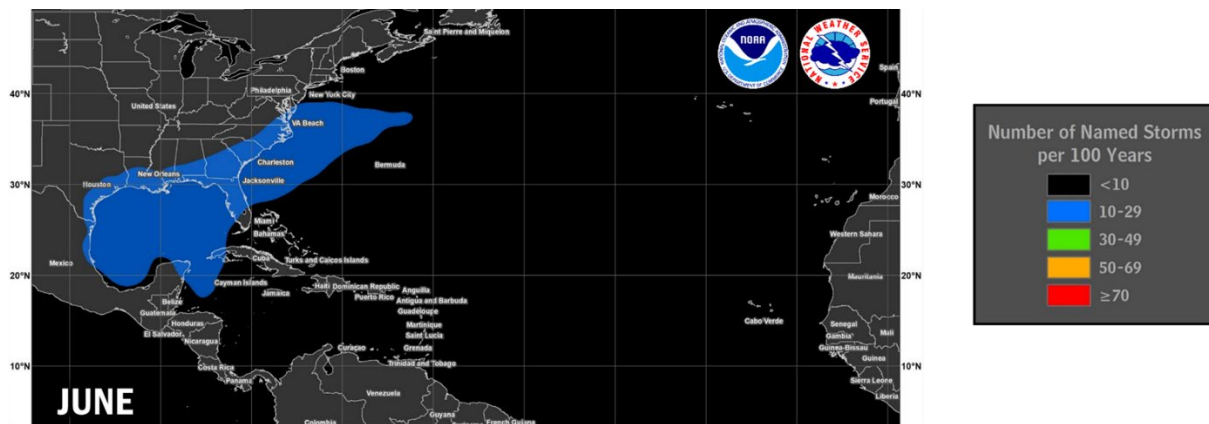 Saint Pierre and Miquelon
NOAA
NATIONAL WEATHER SERVICE
Boston
Spain
40°N
Philadelphia
New York City
40°N
United States
Portugal
VA Beach
Charleston
Bermuda
New Orleans
Houston
Jacksonville
30°N
30°N
Morocco
Miami
Bahamas
Western Sahara
Mexico
Cuba
Turks and Caicos Islands
20°N
Cayman Islands
Haiti
Dominican Republic
Mauritania
20°N
Jamaica
Puerto Rico
Anguilla
Antigua and Barbuda
Belize
Guadeloupe
Guatemala
Honduras
Martinique
Cabo Verde
Senegal
El Salvador
Saint Lucia
Gambia
Mali
Nicaragua
Curaçao
Grenada
Guinea-Bissau
Guinea
10°N
Costa Rica
Trinidad and Tobago
10°N
Panama
Sierra Leone
Venezuela
Liberia
JUNE
Guyana
Colombia
French Guiana
Number of Named Storms
per 100 Years
<10
10-29
30-49
50-69
≥70